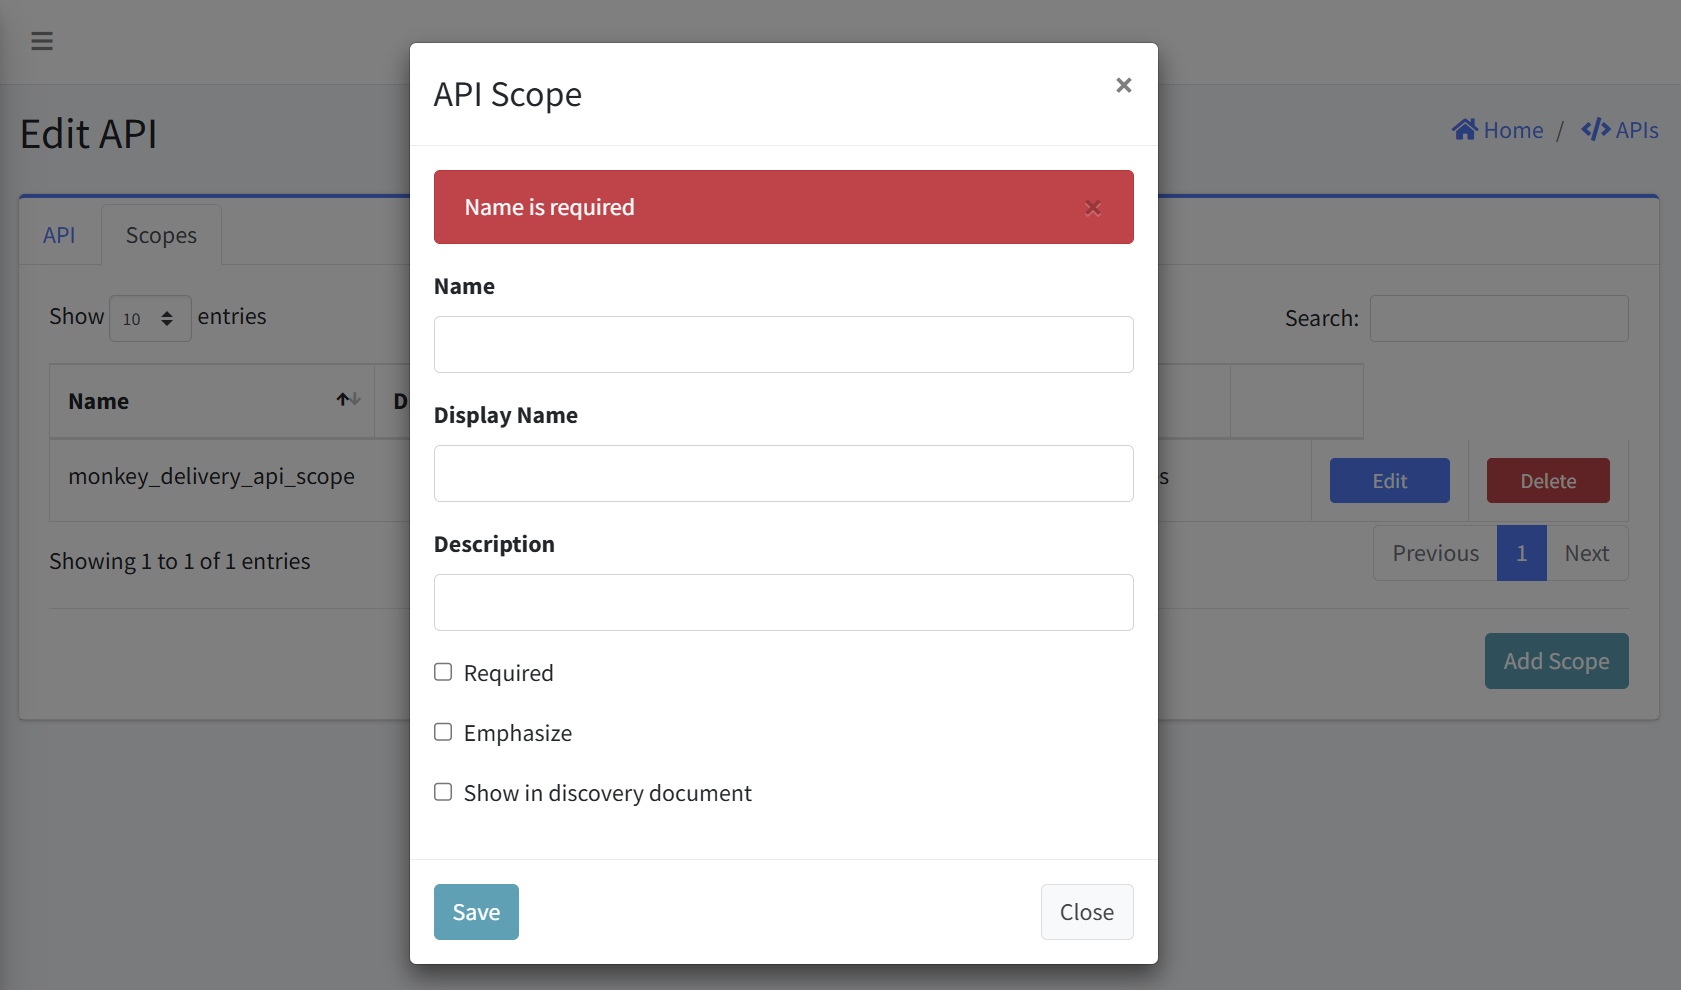 Edit API
Home / APIs
API Scopes
Show 10 entries
Search:
Name D
monkey_delivery_api_scope s Edit Delete
Showing 1 to 1 of 1 entries
Previous 1 Next
Add Scope
API Scope ×
Name is required ×
Name
Display Name
Description
Required
Emphasize
Show in discovery document
Save Close